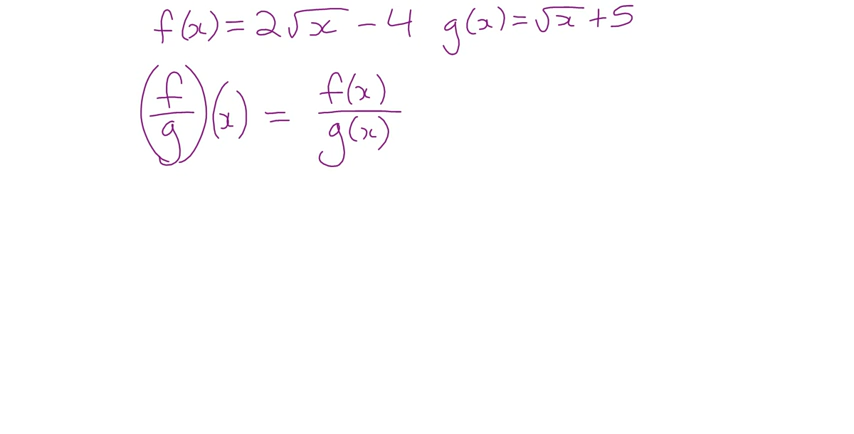 f(x) = 2√x - 4 g(x) = √x + 5
(f/g)(x) = f(x)/g(x)